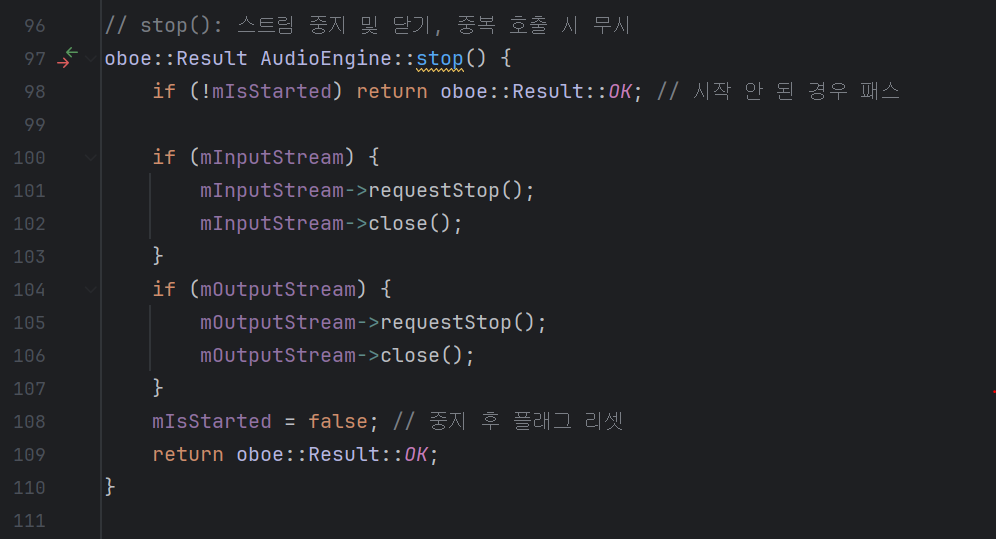 96 // stop(): 스트림 중지 및 닫기, 중복 호출 시 무시
97 oboe::Result AudioEngine::stop() {
98     if (!mIsStarted) return oboe::Result::OK; // 시작 안 된 경우 패스
99
100     if (mInputStream) {
101         mInputStream->requestStop();
102         mInputStream->close();
103     }
104     if (mOutputStream) {
105         mOutputStream->requestStop();
106         mOutputStream->close();
107     }
108     mIsStarted = false; // 중지 후 플래그 리셋
109     return oboe::Result::OK;
110 }
111